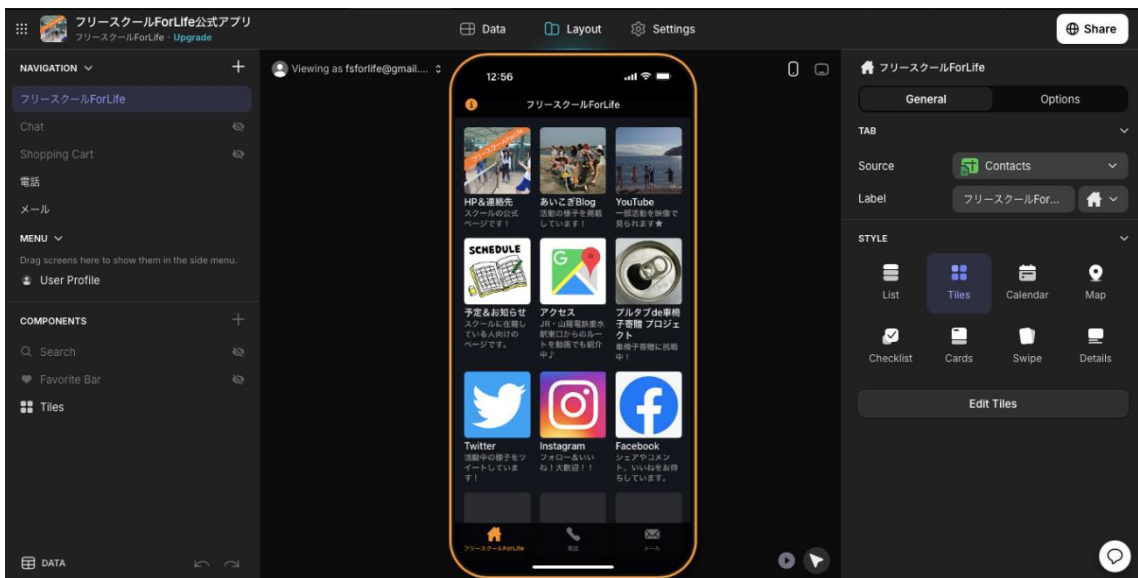 フリースクールForLife公式アプリ
フリースクールForLife · Upgrade
Data
Layout
Settings
Share
NAVIGATION
フリースクールForLife
Chat
Shopping Cart
電話
メール
MENU
Drag screens here to show them in the side menu.
User Profile
COMPONENTS
Search
Favorite Bar
Tiles
DATA
Viewing as fsforlife@gmail....
12:56
フリースクールForLife
フリースクールForLife
HP&連絡先
スクールの公式
ページです!
あいこぎBlog
活動の様子を掲載
しています!
YouTube
一部活動を映像で
見られます★
SCHEDULE
予定&お知らせ
スクールに在籍し
ている人向けの
ページです。
G
アクセス
JR・山陽電鉄垂水
駅東口からのルー
トを動画でも紹介
中♪
プルタブde車椅
子寄贈 プロジェ
クト
車椅子寄贈に挑戦
中!
Twitter
活動中の様子をツ
イートしていま
す!
Instagram
フォロー&いい
ね!大歓迎!!
Facebook
シェアやコメン
ト、いいねをお待
ちしています。
フリースクールForLife
電話
メール
フリースクールForLife
General
Options
TAB
Source
Contacts
Label
フリースクールFor...
STYLE
List
Tiles
Calendar
Map
Checklist
Cards
Swipe
Details
Edit Tiles